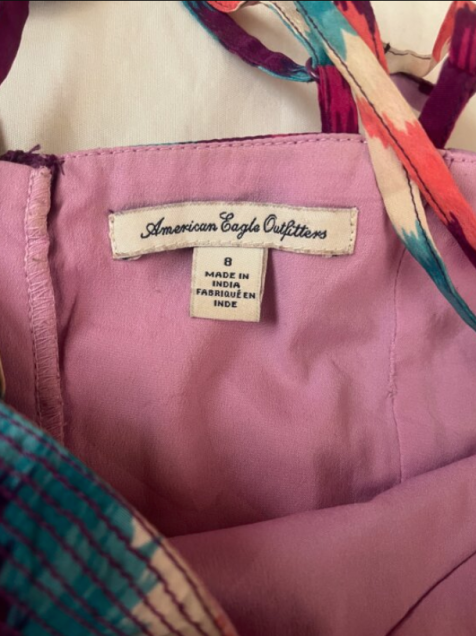 American Eagle Outfitters
8
MADE IN
INDIA
FABRIQUÉ EN
INDE